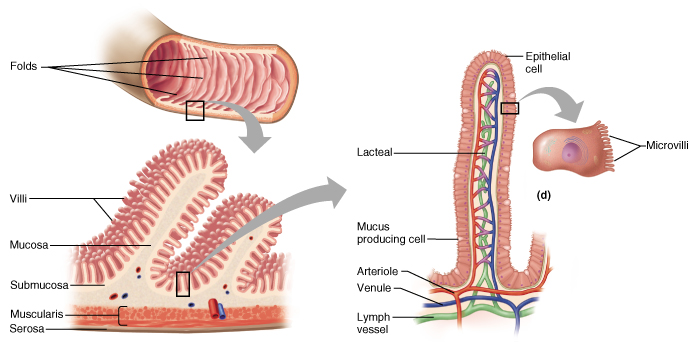 Folds
Villi
Mucosa
Submucosa
Muscularis
Serosa
Epithelial
cell
Lacteal
Microvilli
(d)
Mucus
producing cell
Arteriole
Venule
Lymph
vessel